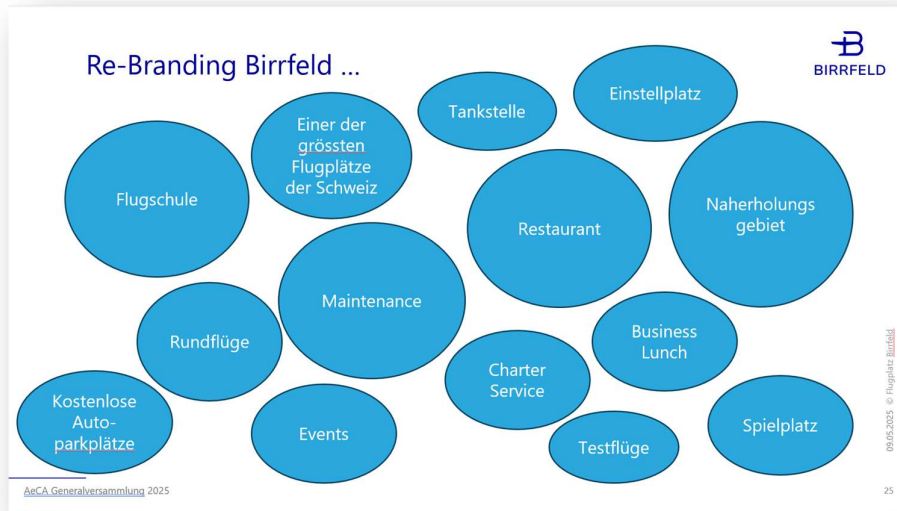 Re-Branding Birrfeld ...
BIRRFELD
Flugschule
Einer der
grössten
Flugplätze
der Schweiz
Tankstelle
Einstellplatz
Restaurant
Naherholungs
gebiet
Maintenance
Rundflüge
Charter
Service
Business
Lunch
Kostenlose
Auto-
parkplätze
Events
Testflüge
Spielplatz
09.05.2025 © Flugplatz Birrfeld
AeCA Generalversammlung 2025
25